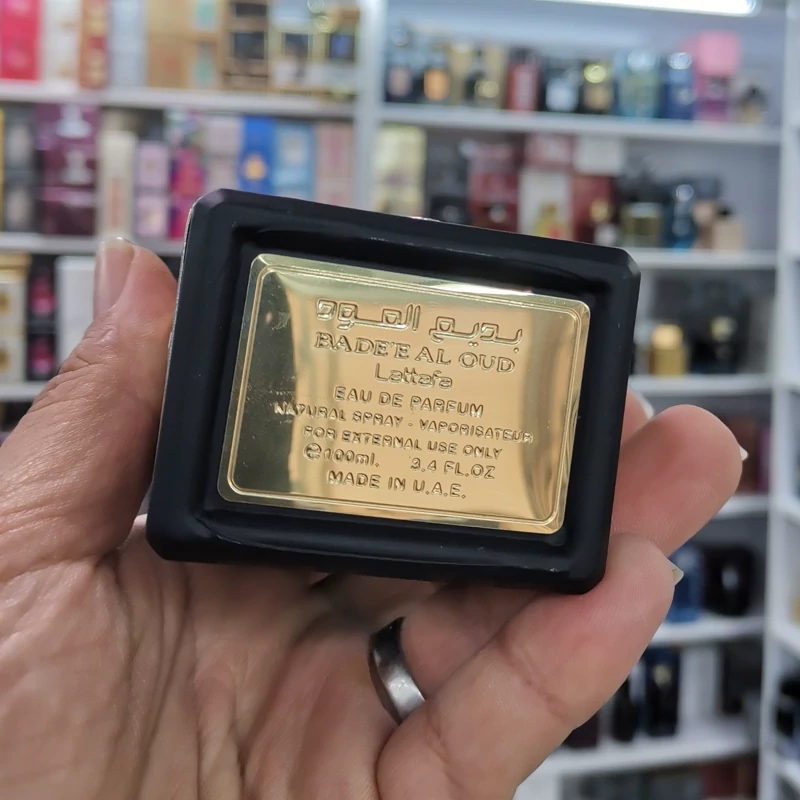 بديع العود
BADE'E AL OUD
Lattafa
EAU DE PARFUM
NATURAL SPRAY - VAPORISATEUR
FOR EXTERNAL USE ONLY
℮100ml. 3.4 FL.OZ
MADE IN U.A.E.